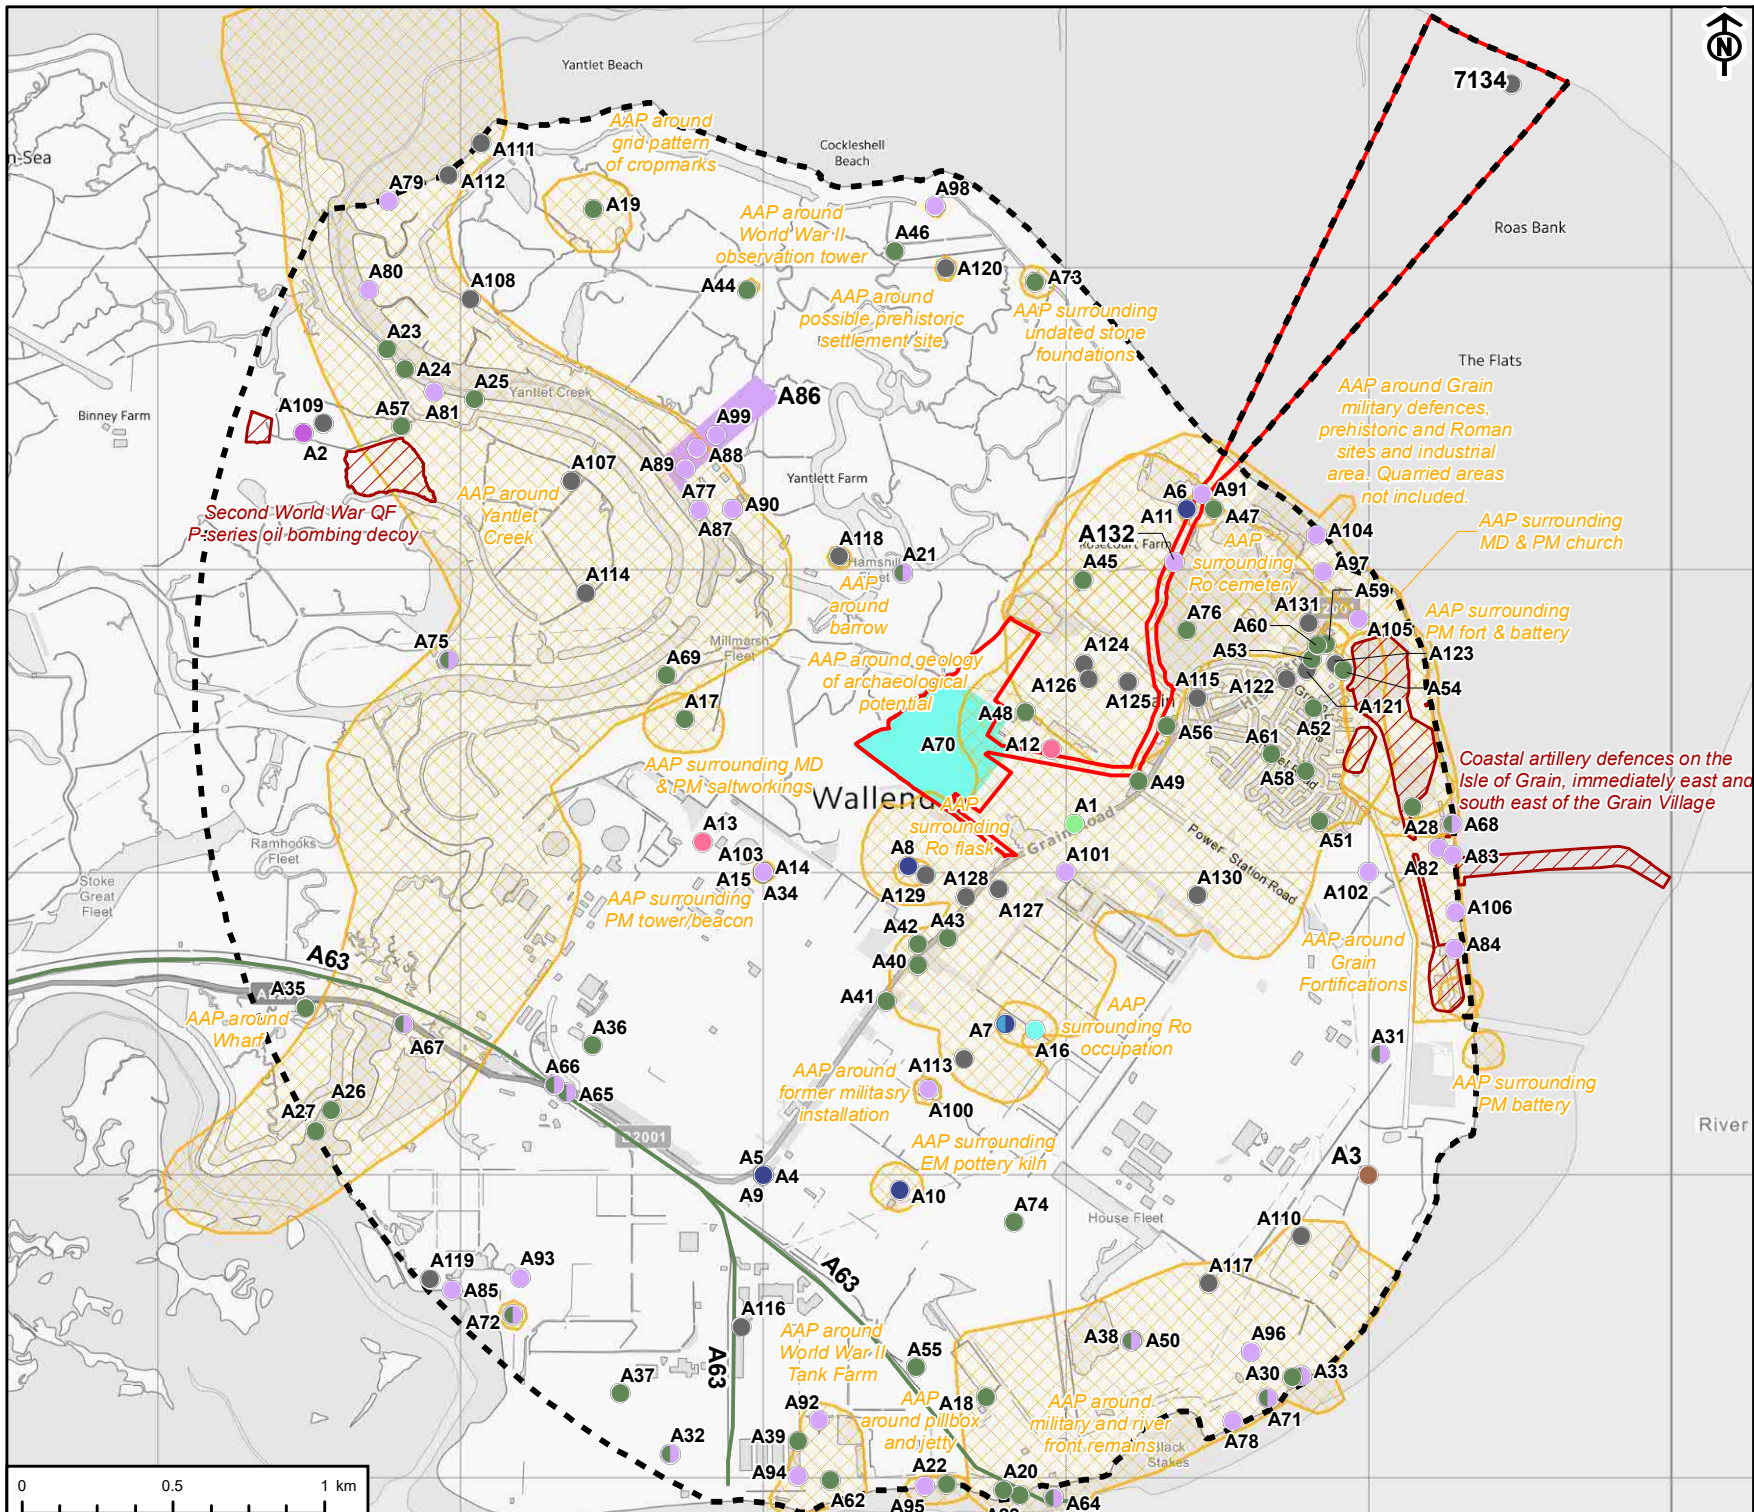 N
7134
Yantlet Beach
AAP around
grid pattern
of cropmarks
Cockleshell
Beach
n-Sea
A111
A112
A79
A19
A98
AAP around
World War II
observation tower
A46
A120
A73
Roas Bank
A80
A108
A44
AAP around
possible prehistoric
settlement site
AAP surrounding
undated stone
foundations
A23
A24
A25
A81
Yantlet Creek
The Flats
AAP around Grain
military defences,
prehistoric and Roman
sites and industrial
area. Quarried areas
not included.
Binney Farm
A109
A2
A57
A86
A99
A88
A89
A77
A87
A90
A107
AAP around
Yantlet
Creek
Yantlett Farm
Second World War QF
P-series oil bombing decoy
A6
A91
A11
A47
A132
A104
AAP surrounding
MD & PM church
A118
A21
AAP
around
barrow
A45
AAP
surrounding
Ro cemetery
A97
A59
A114
A76
A131
A60
A105
AAP surrounding
PM fort & battery
A75
A69
Millmarsh
Fleet
AAP around geology
of archaeological
potential
A124
A126
A125
A115
A53
A122
A123
A54
A121
A17
A48
A70
A12
A56
A52
A61
A58
AAP surrounding MD
& PM saltworkings
Wallend
A49
Coastal artillery defences on the
Isle of Grain, immediately east and
south east of the Grain Village
AAP
surrounding
Ro flask
A1
Grain Road
Power Station Road
A51
A28
A68
A13
A103
A14
A15
A34
A8
A129
A128
A127
A101
A130
A102
A82
A83
Ramhooks
Fleet
Stoke
Great
Fleet
AAP surrounding
PM tower/beacon
A106
A84
A42
A43
A40
A41
AAP around
Grain
Fortifications
A63
A35
AAP around
Wharf
A67
A36
A7
A16
AAP
surrounding Ro
occupation
A31
A66
A65
AAP around
former militasry
installation
A113
A100
AAP surrounding
PM battery
A26
A27
B2001
AAP surrounding
EM pottery kiln
River
A5
A4
A9
A10
A3
A74
House Fleet
A110
A119
A93
A85
A72
A63
A117
A116
A63
AAP around
World War II
Tank Farm
A55
A38
A50
A96
A30
A33
A37
A18
A71
A78
A92
AAP
around pillbox
and jetty
AAP around
military and river
front remains
Black
Stakes
A32
A39
A94
A62
A22
A95
A20
A64
0
0.5
1 km